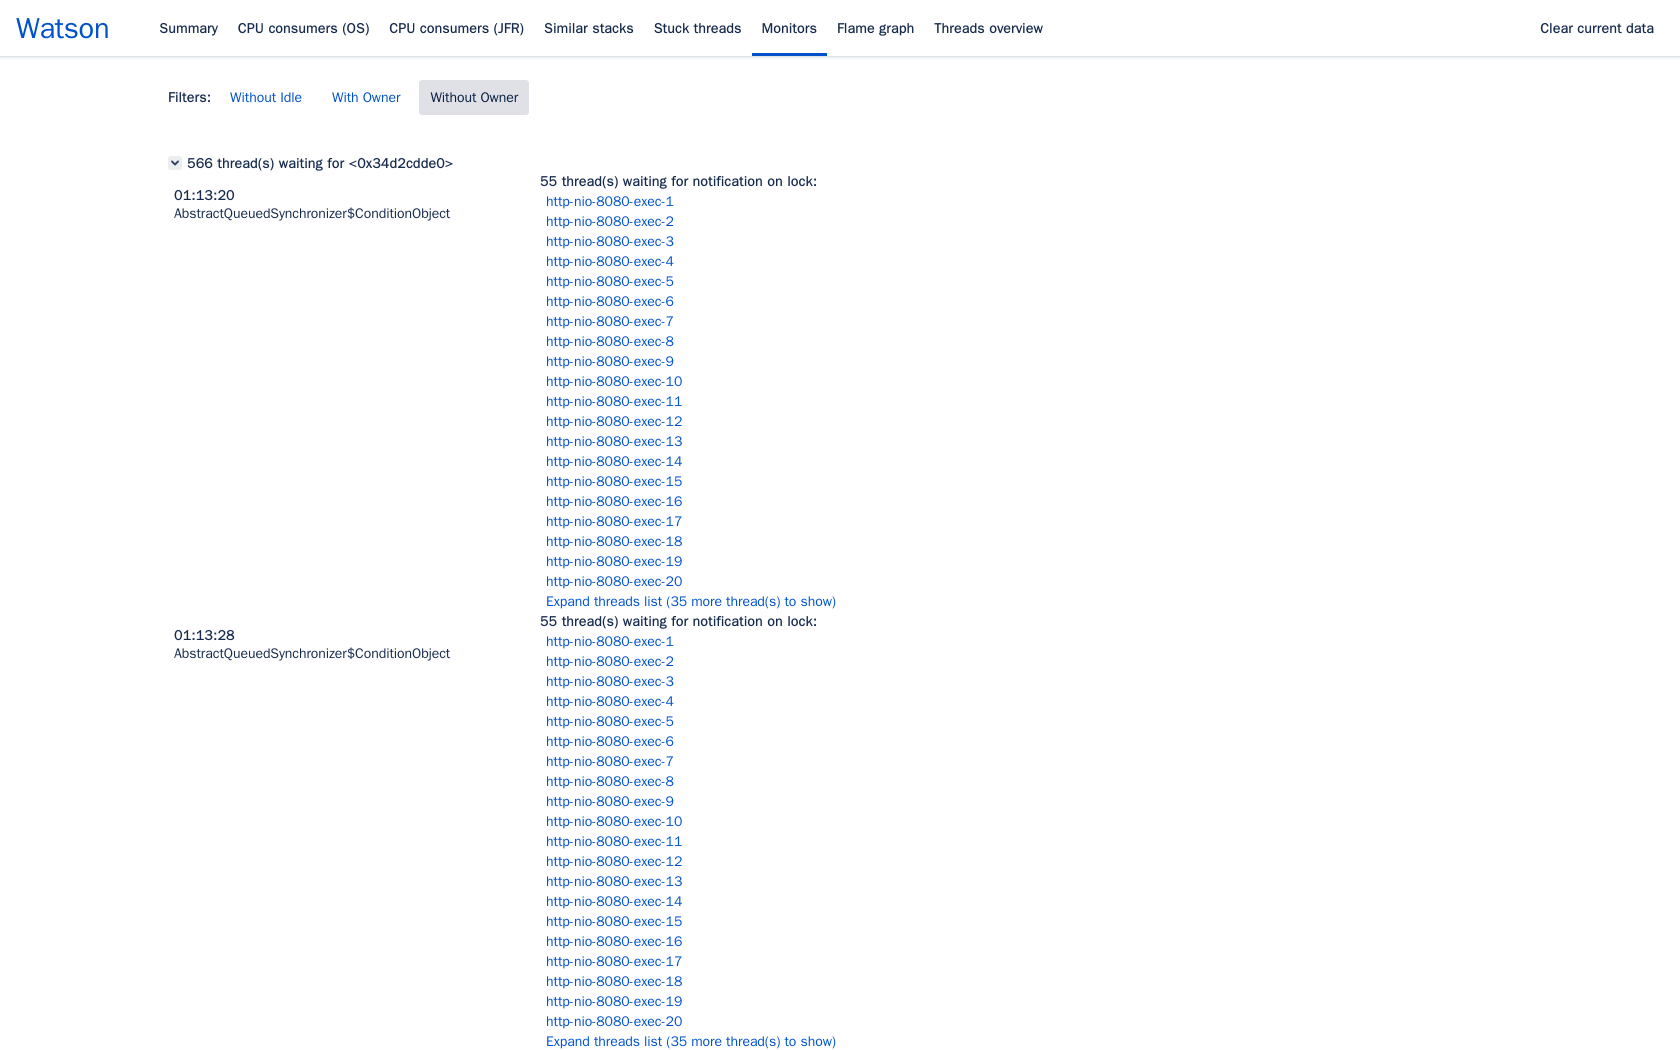 Watson
Summary
CPU consumers (OS)
CPU consumers (JFR)
Similar stacks
Stuck threads
Monitors
Flame graph
Threads overview
Clear current data
Filters:
Without Idle
With Owner
Without Owner
566 thread(s) waiting for <0x34d2cdde0>
01:13:20
AbstractQueuedSynchronizer$ConditionObject
55 thread(s) waiting for notification on lock:
http-nio-8080-exec-1
http-nio-8080-exec-2
http-nio-8080-exec-3
http-nio-8080-exec-4
http-nio-8080-exec-5
http-nio-8080-exec-6
http-nio-8080-exec-7
http-nio-8080-exec-8
http-nio-8080-exec-9
http-nio-8080-exec-10
http-nio-8080-exec-11
http-nio-8080-exec-12
http-nio-8080-exec-13
http-nio-8080-exec-14
http-nio-8080-exec-15
http-nio-8080-exec-16
http-nio-8080-exec-17
http-nio-8080-exec-18
http-nio-8080-exec-19
http-nio-8080-exec-20
Expand threads list (35 more thread(s) to show)
01:13:28
AbstractQueuedSynchronizer$ConditionObject
55 thread(s) waiting for notification on lock:
http-nio-8080-exec-1
http-nio-8080-exec-2
http-nio-8080-exec-3
http-nio-8080-exec-4
http-nio-8080-exec-5
http-nio-8080-exec-6
http-nio-8080-exec-7
http-nio-8080-exec-8
http-nio-8080-exec-9
http-nio-8080-exec-10
http-nio-8080-exec-11
http-nio-8080-exec-12
http-nio-8080-exec-13
http-nio-8080-exec-14
http-nio-8080-exec-15
http-nio-8080-exec-16
http-nio-8080-exec-17
http-nio-8080-exec-18
http-nio-8080-exec-19
http-nio-8080-exec-20
Expand threads list (35 more thread(s) to show)